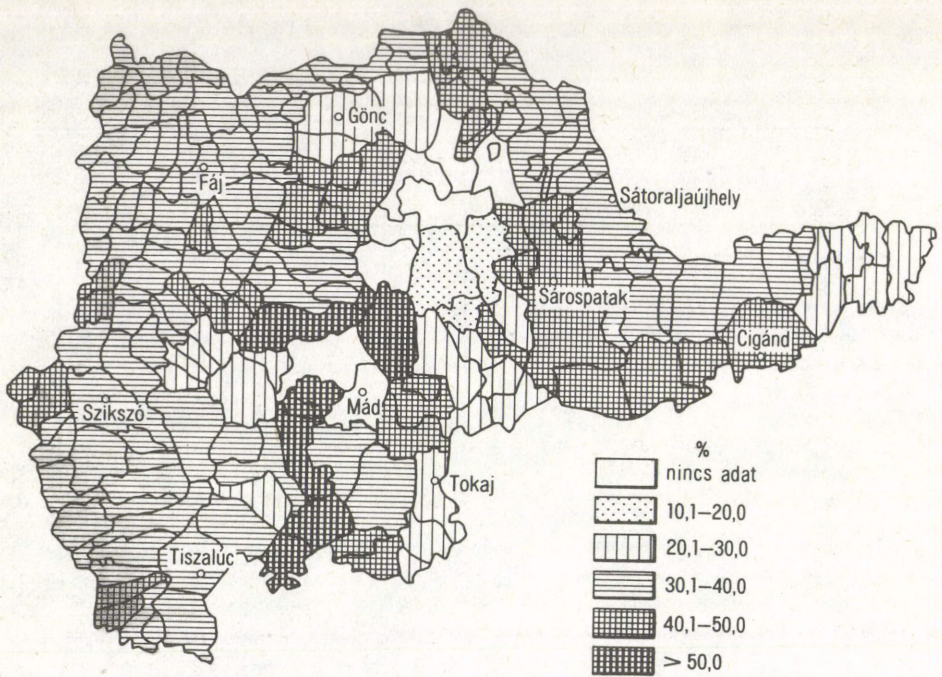 Gönc
Fáj
Sátoraljaújhely
Sárospatak
Cigánd
Szikszó
Mád
Tokaj
Tiszalúc
%
nincs adat
10,1–20,0
20,1–30,0
30,1–40,0
40,1–50,0
> 50,0